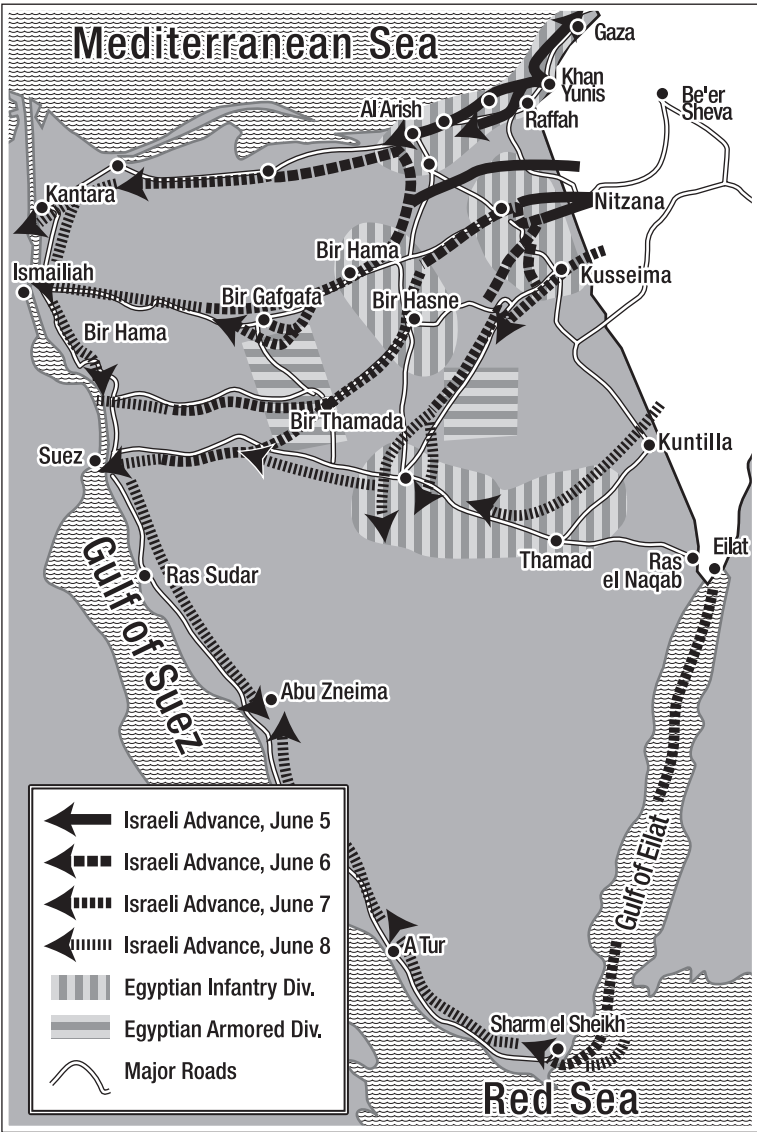 Mediterranean Sea
Gaza
Khan
Yunis
Be'er
Sheva
Al Arish
Raffah
Kantara
Nitzana
Bir Hama
Kusseima
Ismailiah
Bir Gafgafa
Bir Hasne
Bir Hama
Bir Thamada
Suez
Kuntilla
Thamad
Ras
el Naqab
Eilat
Gulf of Suez
Ras Sudar
Abu Zneima
Gulf of Eilat
A Tur
Sharm el Sheikh
Red Sea
Israeli Advance, June 5
Israeli Advance, June 6
Israeli Advance, June 7
Israeli Advance, June 8
Egyptian Infantry Div.
Egyptian Armored Div.
Major Roads